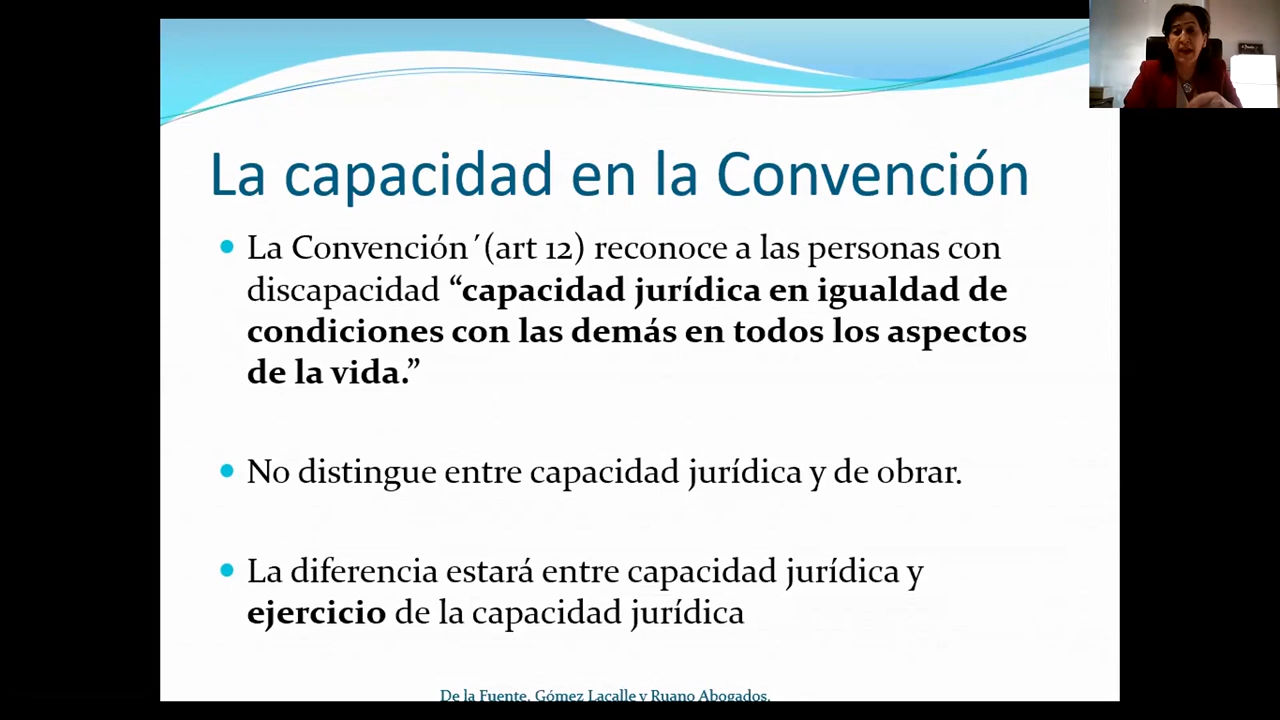 La capacidad en la Convención
La Convención´(art 12) reconoce a las personas con
discapacidad “capacidad jurídica en igualdad de
condiciones con las demás en todos los aspectos
de la vida.”
No distingue entre capacidad jurídica y de obrar.
La diferencia estará entre capacidad jurídica y
ejercicio de la capacidad jurídica
De la Fuente, Gómez Lacalle y Ruano Abogados.